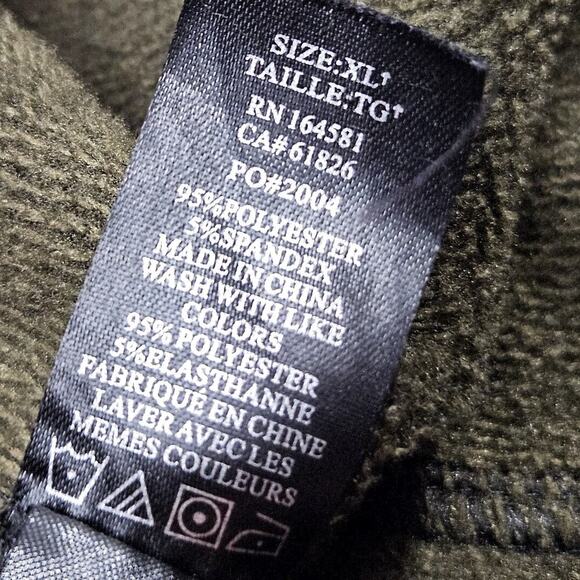 SIZE:XL↑
TAILLE:TG↑
RN 164581
CA# 61826
PO#2004
95%POLYESTER
5%SPANDEX
MADE IN CHINA
WASH WITH LIKE
COLORS
95% POLYESTER
5%ELASTHANNE
FABRIQUÉ EN CHINE
LAVER AVEC LES
MEMES COULEURS